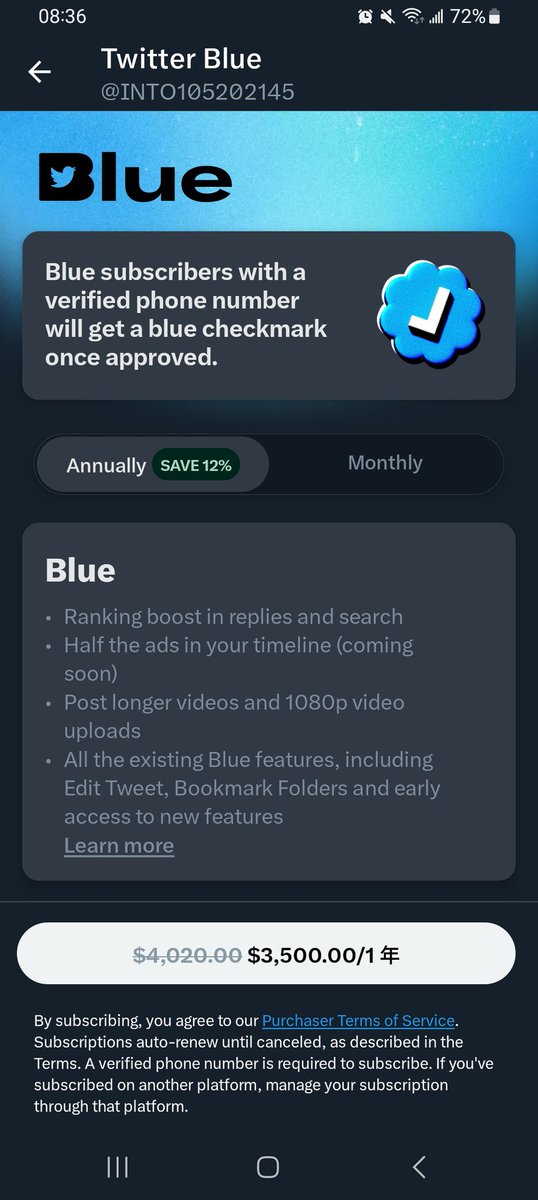 08:36
72%
Twitter Blue
@INTO105202145
Blue
Blue subscribers with a
verified phone number
will get a blue checkmark
once approved.
Annually SAVE 12% Monthly
Blue
• Ranking boost in replies and search
• Half the ads in your timeline (coming
soon)
• Post longer videos and 1080p video
uploads
• All the existing Blue features, including
Edit Tweet, Bookmark Folders and early
access to new features
Learn more
$4,020.00 $3,500.00/1 年
By subscribing, you agree to our Purchaser Terms of Service.
Subscriptions auto-renew until canceled, as described in the
Terms. A verified phone number is required to subscribe. If you've
subscribed on another platform, manage your subscription
through that platform.